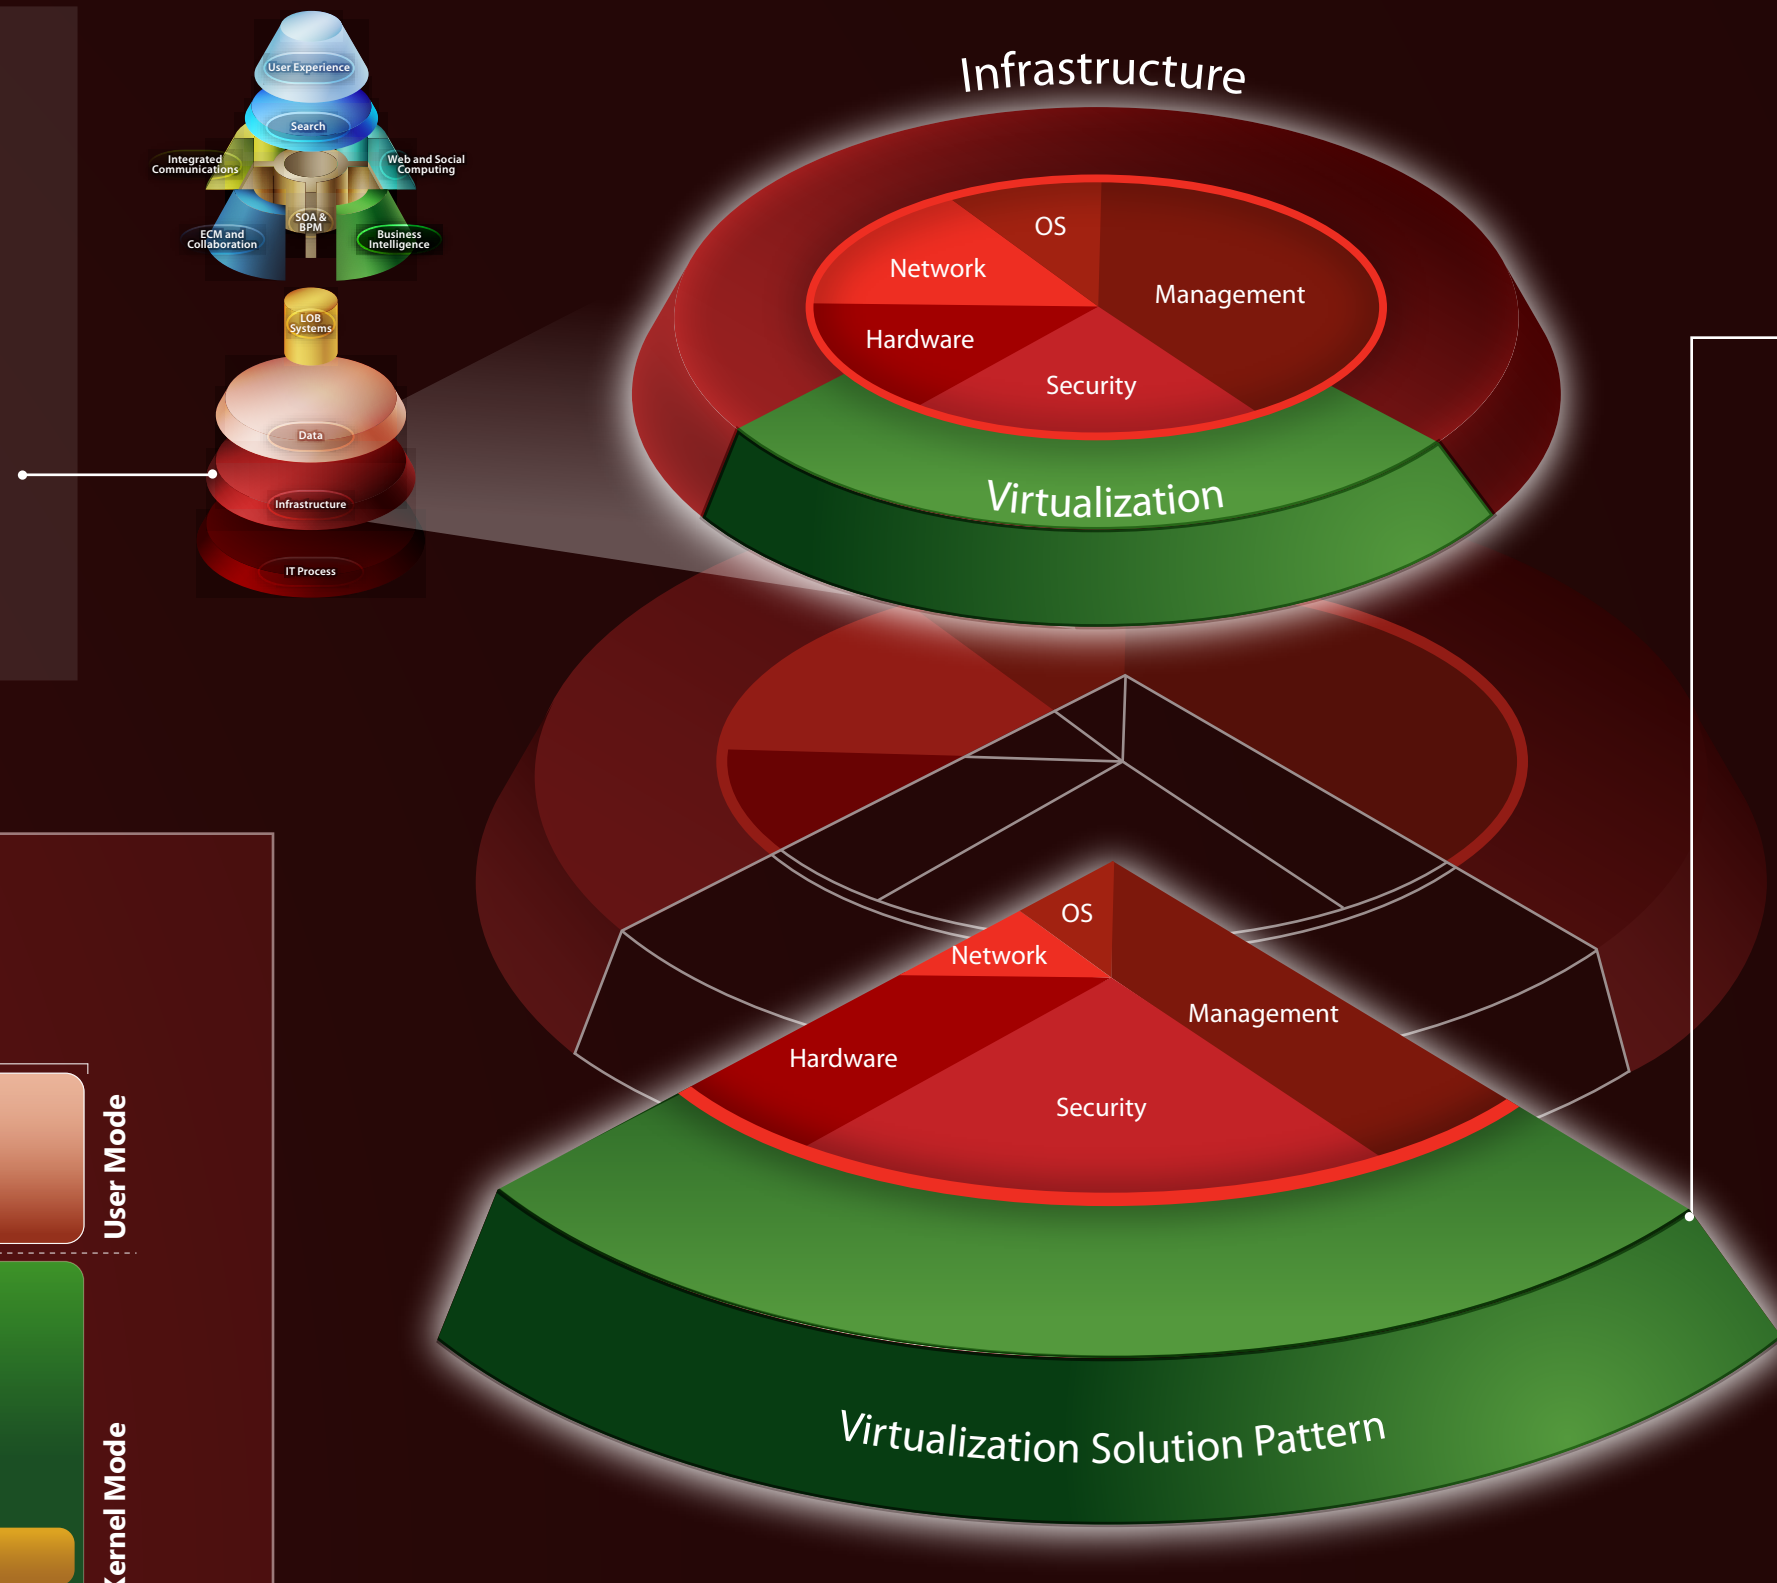 User Experience
Search
Integrated
Communications
Web and Social
Computing
SOA &
BPM
ECM and
Collaboration
Business
Intelligence
LOB
Systems
Data
Infrastructure
IT Process
Infrastructure
OS
Network
Management
Hardware
Security
Virtualization
OS
Network
Management
Hardware
Security
Virtualization Solution Pattern
User Mode
Kernel Mode